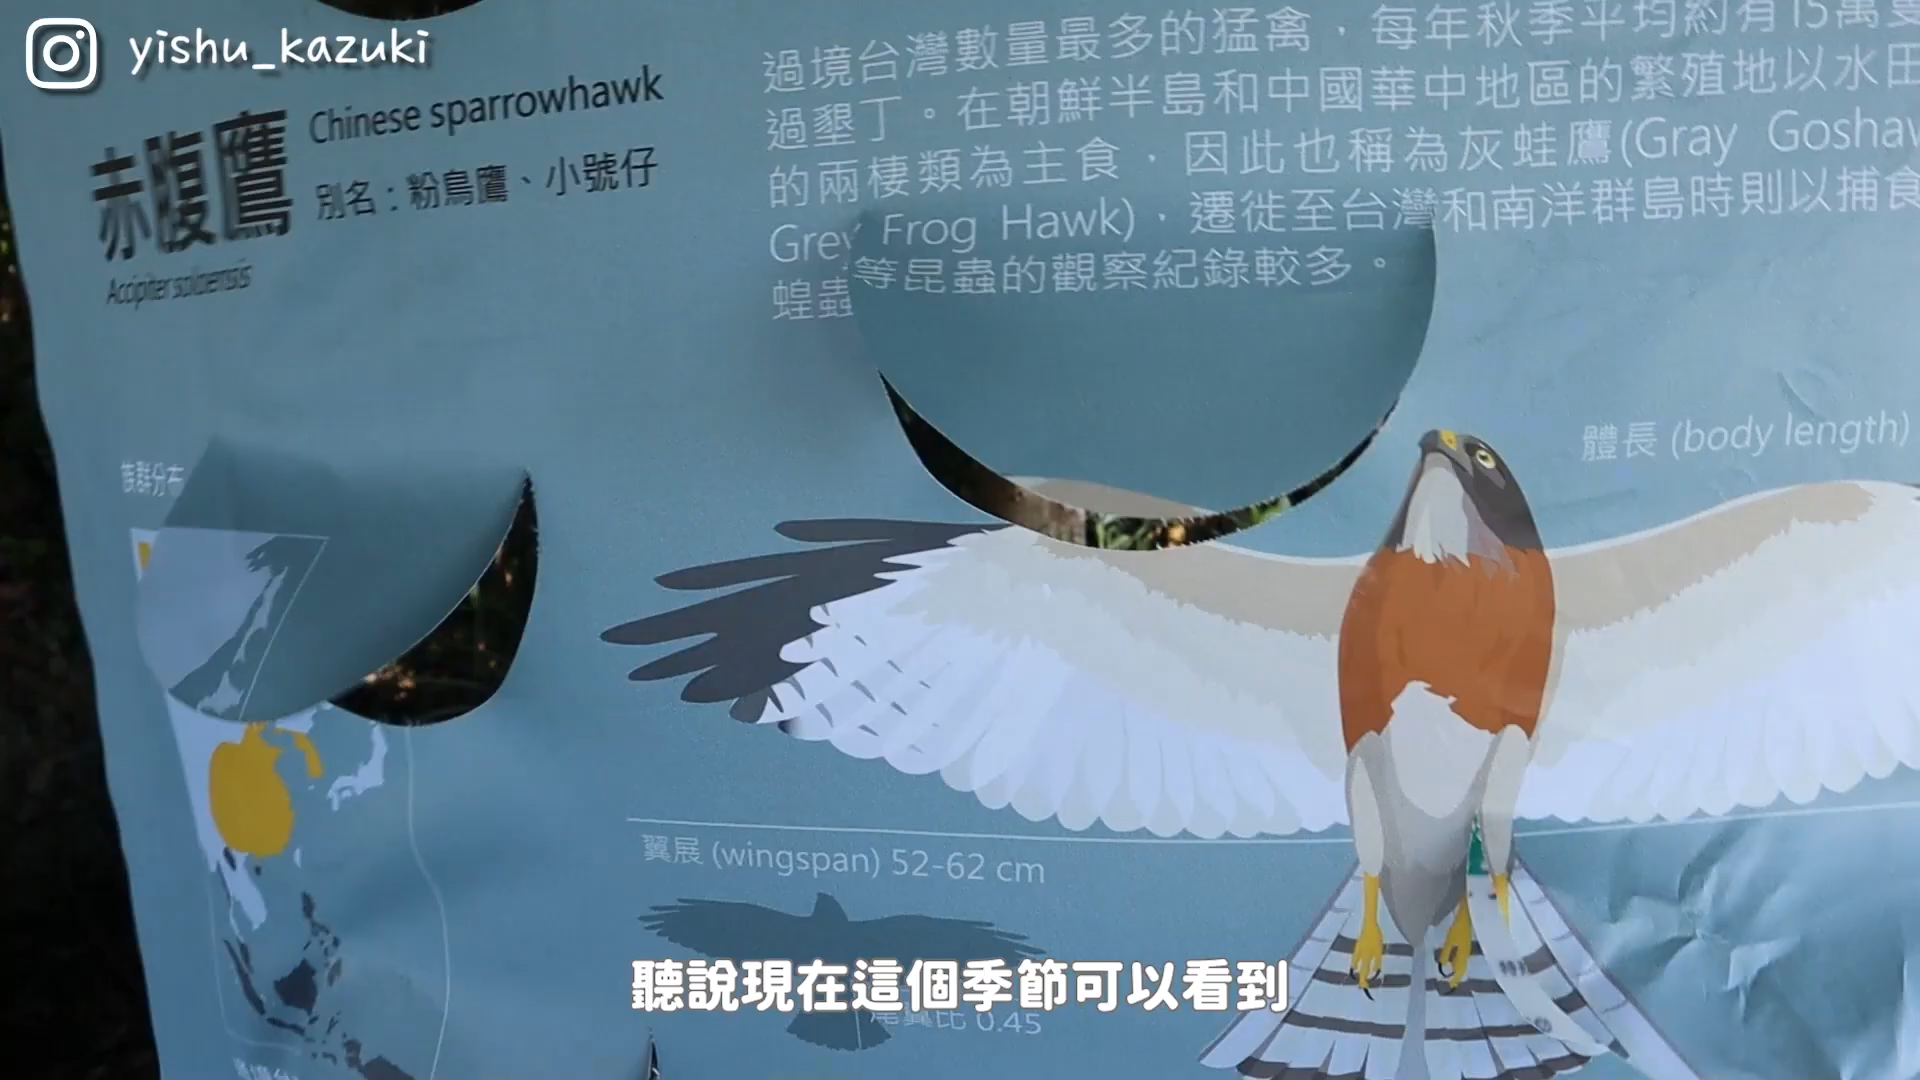 yishu_kazuki
赤腹鷹
Chinese sparrowhawk
別名：粉鳥鷹、小號仔
Accipiter soloensis
過境台灣數量最多的猛禽，每年秋季平均約有15萬隻
過墾丁。在朝鮮半島和中國華中地區的繁殖地以水田
的兩棲類為主食，因此也稱為灰蛙鷹(Gray Goshaw
Grey Frog Hawk)，遷徙至台灣和南洋群島時則以捕食
蝗蟲等昆蟲的觀察紀錄較多。
族群分布
體長 (body length)
翼展 (wingspan) 52-62 cm
尾翼比 0.45
聽說現在這個季節可以看到